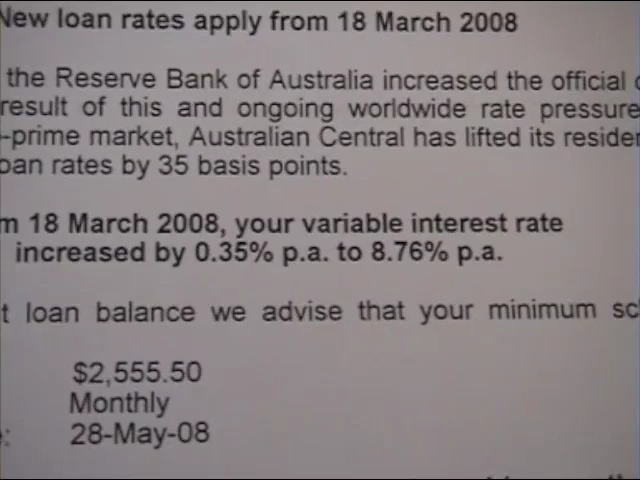 New loan rates apply from 18 March 2008
the Reserve Bank of Australia increased the official
result of this and ongoing worldwide rate pressure
-prime market, Australian Central has lifted its
oan rates by 35 basis points.
m 18 March 2008, your variable interest rate
increased by 0.35% p.a. to 8.76% p.a.
t loan balance we advise that your minimum
$2,555.50
Monthly
: 28-May-08